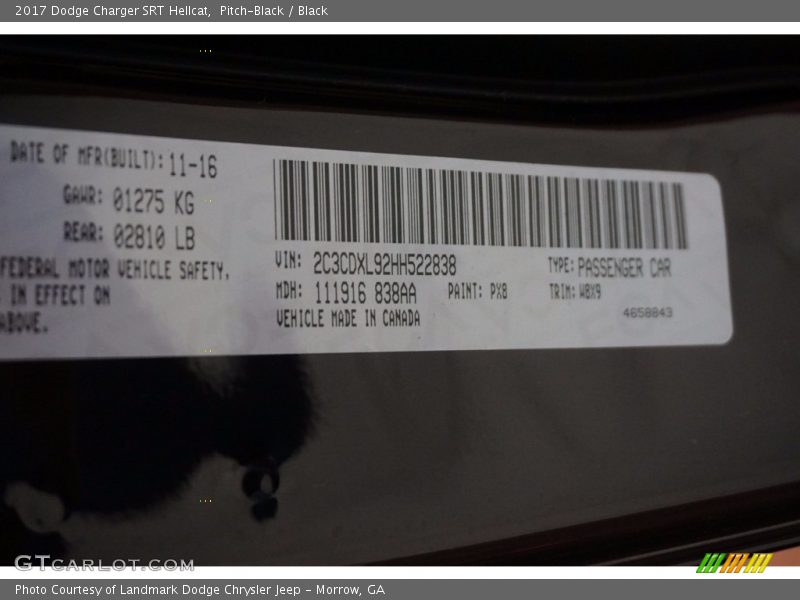 2017 Dodge Charger SRT Hellcat, Pitch-Black / Black
DATE OF MFR(BUILT): 11-16
GAWR: 01275 KG
REAR: 02810 LB
FEDERAL MOTOR VEHICLE SAFETY,
IN EFFECT ON
ABOVE.
VIN: 2C3CDXL92HH522838 TYPE: PASSENGER CAR
MDH: 111916 838AA PAINT: PX8 TRIM: W8X9
VEHICLE MADE IN CANADA 4658843
GTCARLOT.COM
Photo Courtesy of Landmark Dodge Chrysler Jeep - Morrow, GA